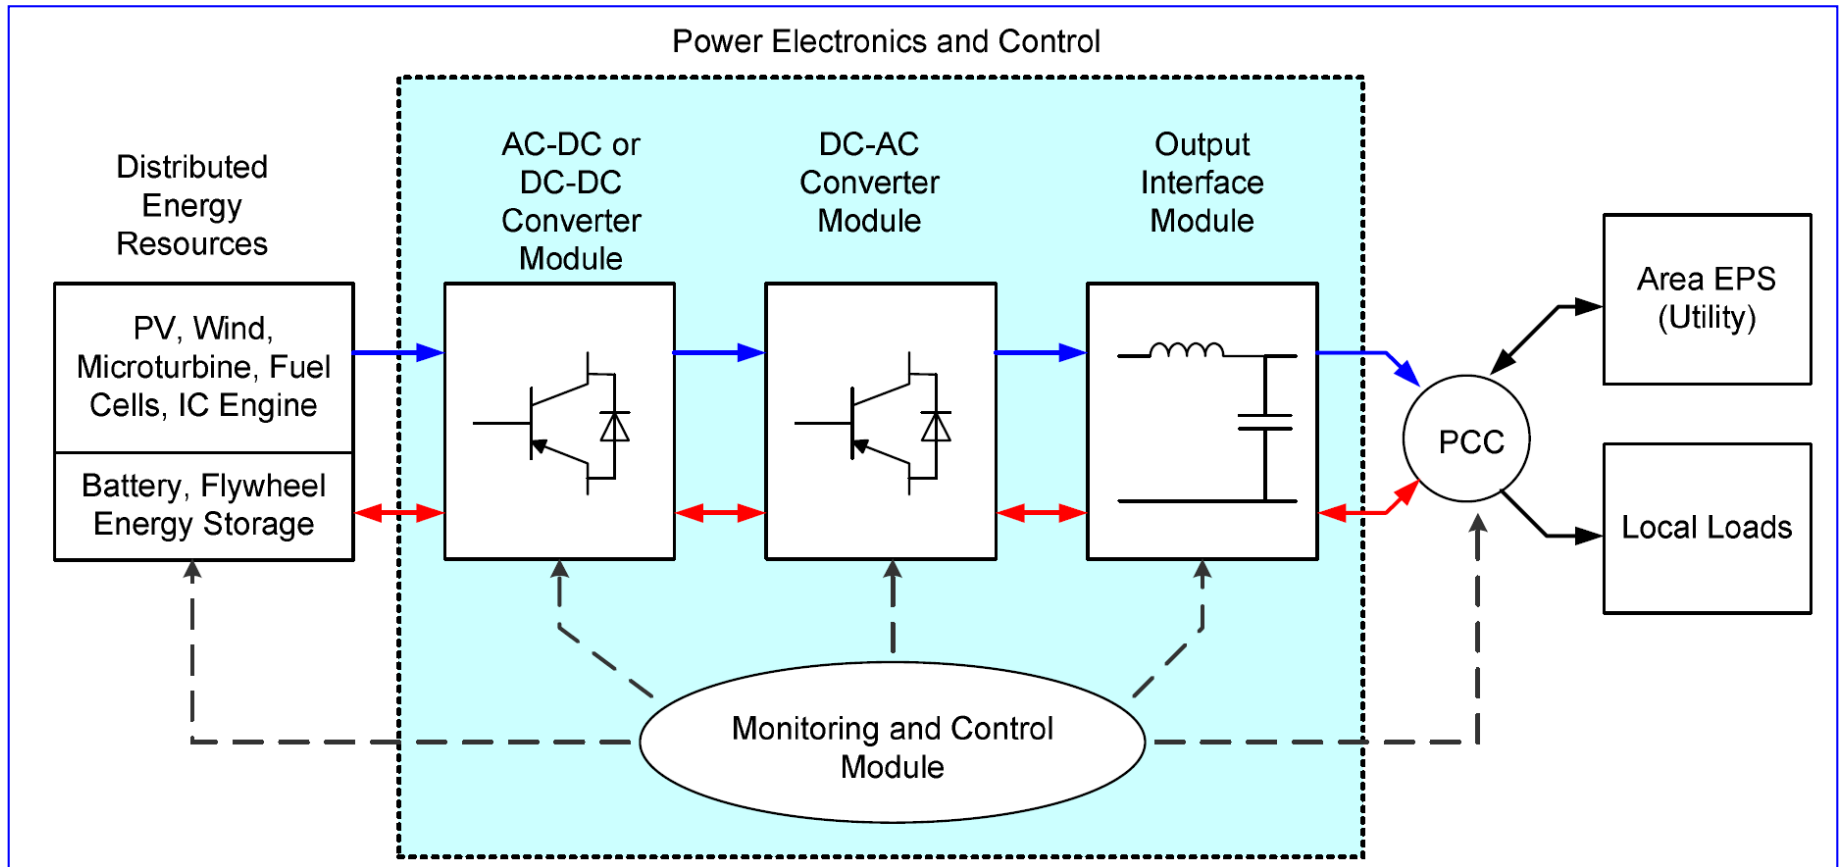 Power Electronics and Control
Distributed
Energy
Resources
AC-DC or
DC-DC
Converter
Module
DC-AC
Converter
Module
Output
Interface
Module
PV, Wind,
Microturbine, Fuel
Cells, IC Engine
Battery, Flywheel
Energy Storage
PCC
Area EPS
(Utility)
Local Loads
Monitoring and Control
Module